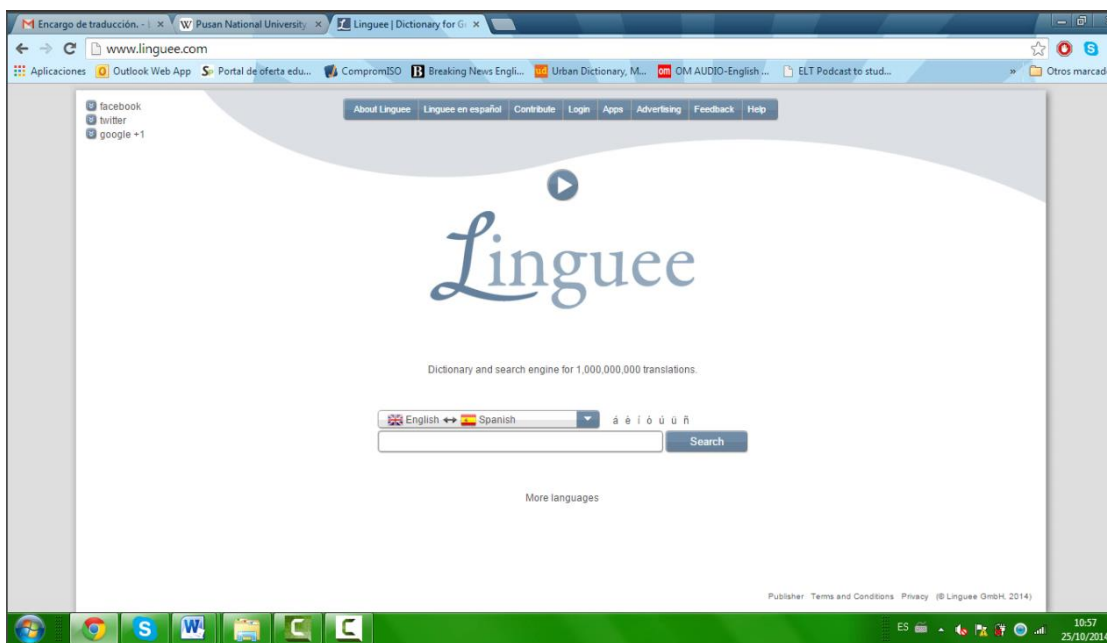 Encargo de traducción. - 
Pusan National University
Linguee | Dictionary for G
www.linguee.com
Aplicaciones Outlook Web App Portal de oferta edu... CompromISO Breaking News Engli... Urban Dictionary, M... OM AUDIO-English ... ELT Podcast to stud... » Otros marcad
facebook
twitter
google +1
About Linguee Linguee en español Contribute Login Apps Advertising Feedback Help
Linguee
Dictionary and search engine for 1,000,000,000 translations.
English ↔ Spanish á é í ó ú ü ñ
Search
More languages
Publisher Terms and Conditions Privacy (© Linguee GmbH, 2014)
ES 10:57
25/10/2014